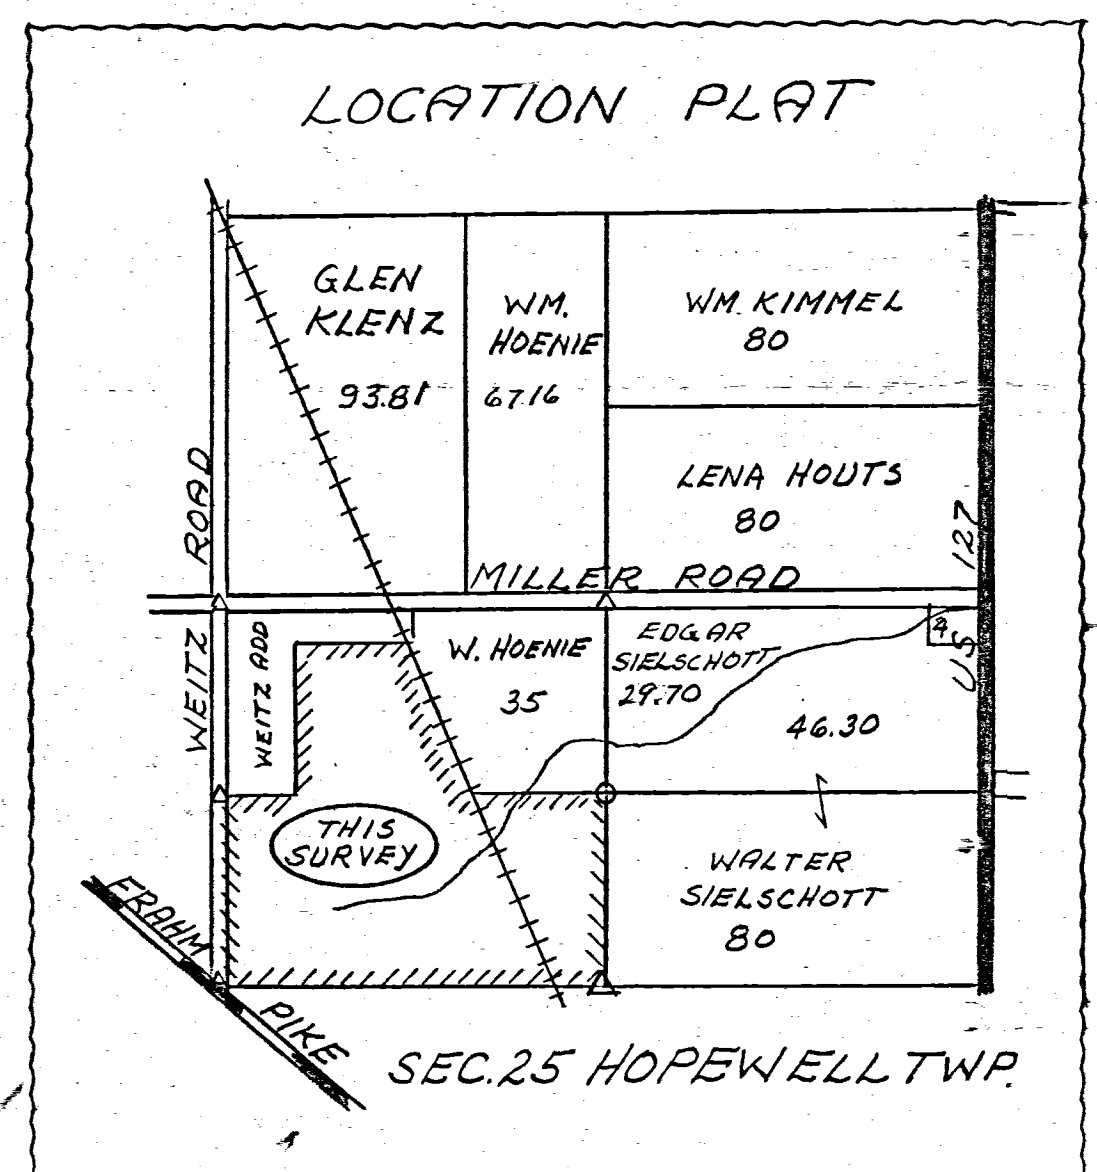 LOCATION PLAT
GLEN
KLENZ
93.81
WM.
HOENIE
67.16
WM. KIMMEL
80
LENA HOUTS
80
WEITZ ROAD
MILLER ROAD
US 127
WEITZ ADD
W. HOENIE
35
EDGAR
SIELSCHOTT
29.70
4
46.30
THIS
SURVEY
WALTER
SIELSCHOTT
80
FRAHM PIKE
SEC. 25 HOPEWELL TWP.